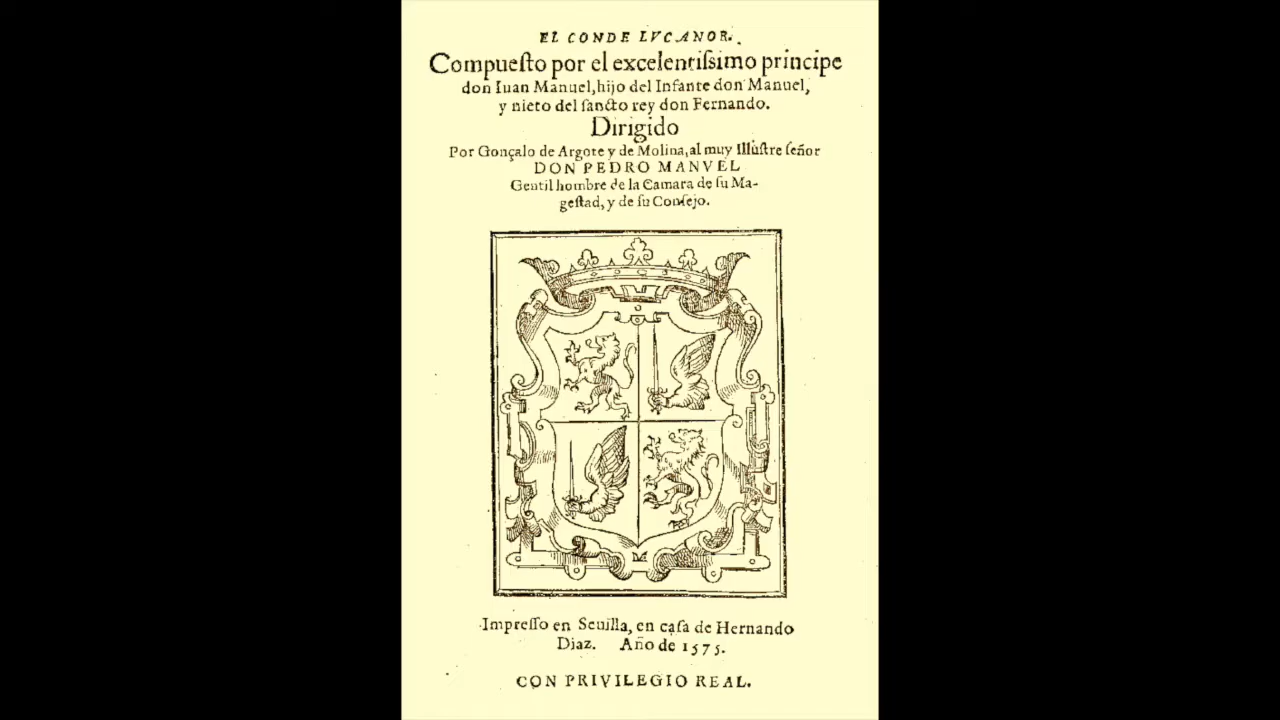 EL CONDE LVCANOR.
Compuesto por el excelentissimo principe
don Iuan Manuel, hijo del Infante don Manuel,
y nieto del sancto rey don Fernando.
Dirigido
Por Gonçalo de Argote y de Molina, al muy Illustre señor
DON PEDRO MANVEL
Gentil hombre de la Camara de su Ma-
gestad, y de su Consejo.
Impresso en Seuilla, en casa de Hernando
Diaz. Año de 1575.
CON PRIVILEGIO REAL.